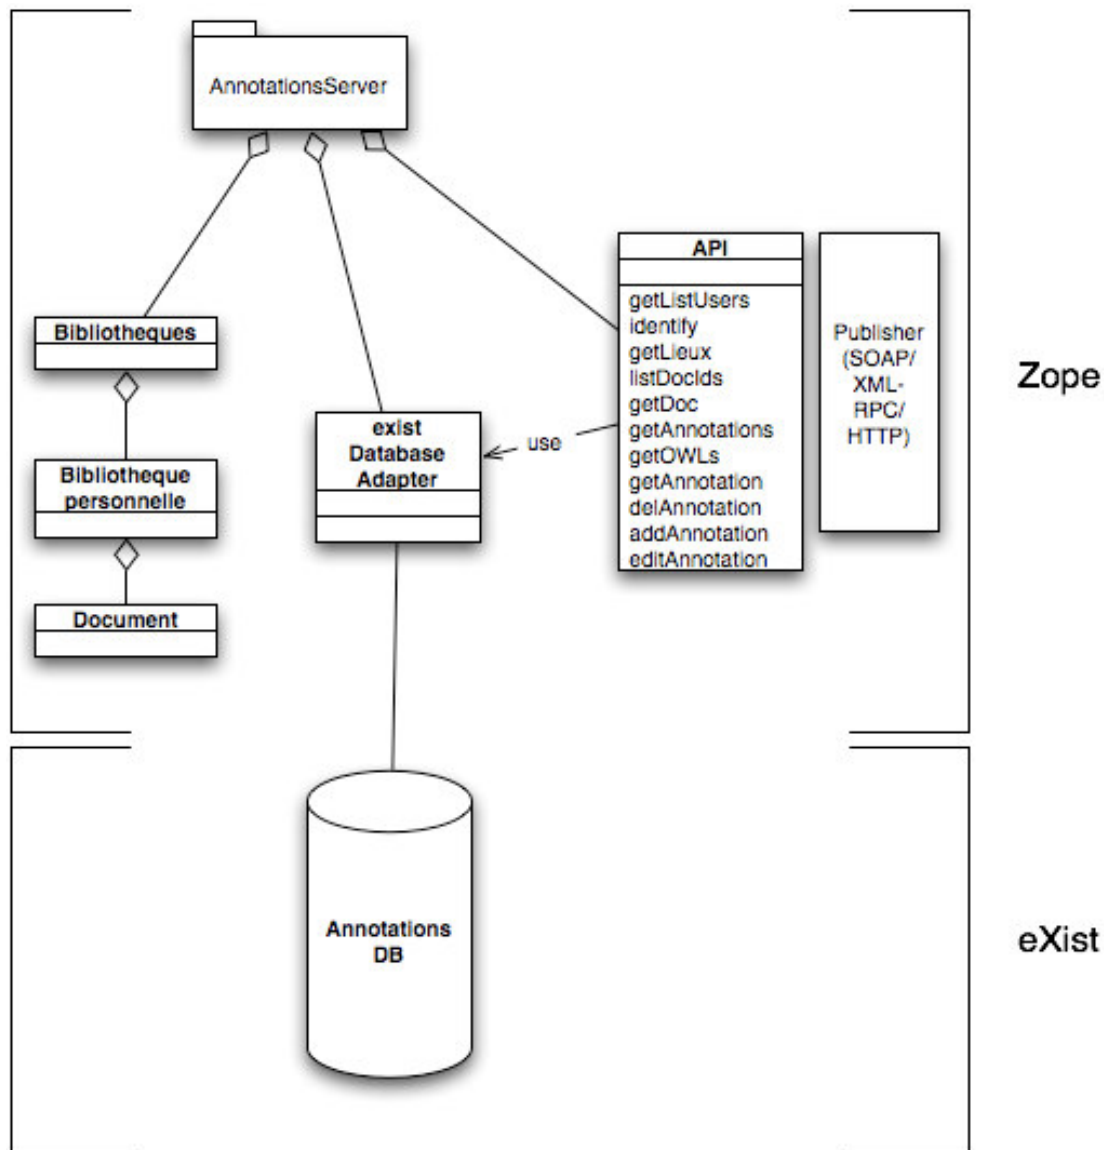 AnnotationsServer
API
getListUsers
identify
getLieux
listDocIds
getDoc
getAnnotations
getOWLs
getAnnotation
delAnnotation
addAnnotation
editAnnotation
Publisher
(SOAP/
XML-
RPC/
HTTP)
Zope
Bibliotheques
exist
Database
Adapter
use
Bibliotheque
personnelle
Document
Annotations
DB
eXist